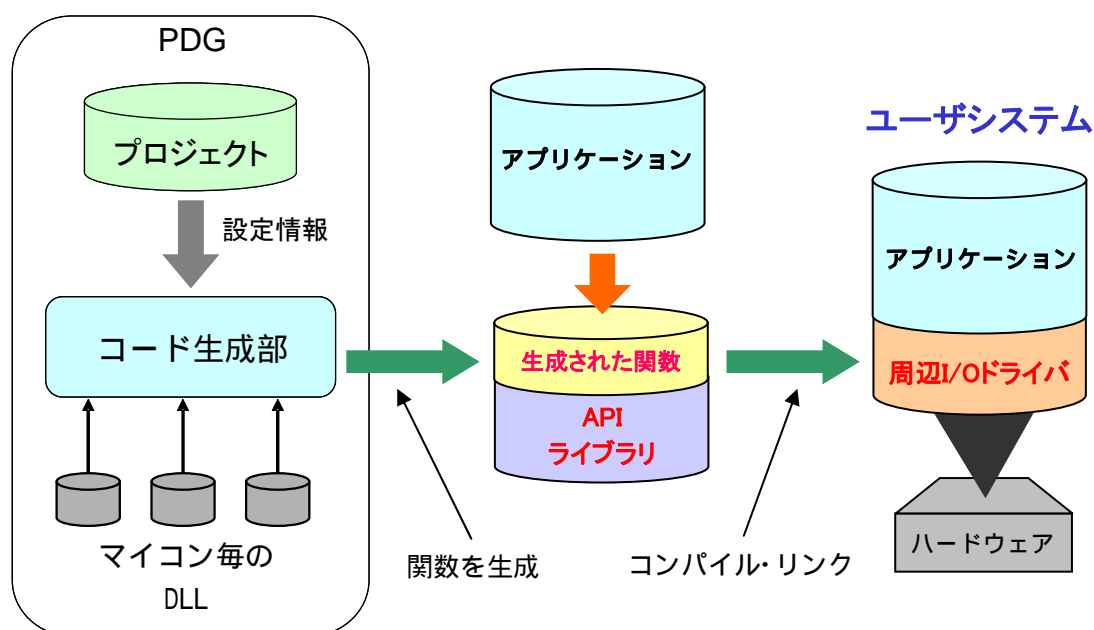 PDG
プロジェクト
設定情報
コード生成部
マイコン毎の
DLL
アプリケーション
生成された関数
API
ライブラリ
関数を生成
コンパイル・リンク
ユーザシステム
アプリケーション
周辺I/Oドライバ
ハードウェア